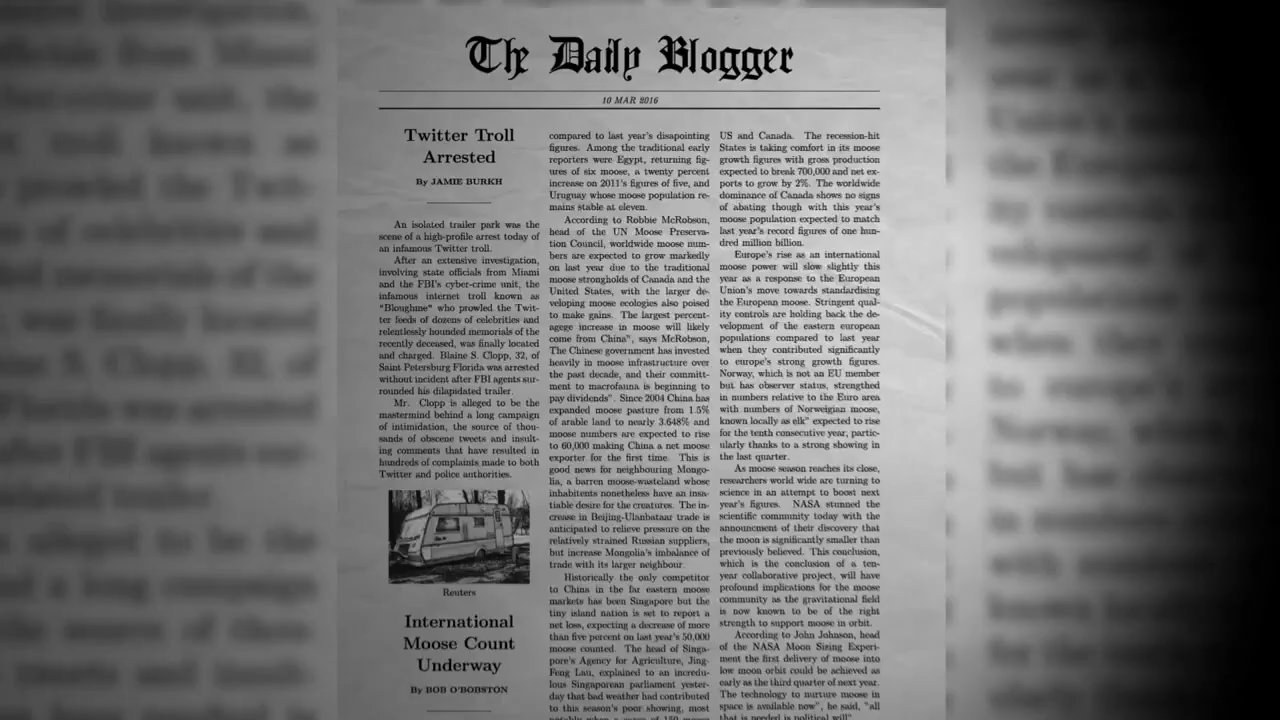 The Daily Blogger
10 MAR 2016
Twitter Troll
Arrested
By JAMIE BURKH
An isolated trailer park was the
scene of a high-profile arrest today of
an infamous Twitter troll.
After an extensive investigation,
involving state officials from Miami
and the FBI's cyber-crime unit, the
infamous internet troll known as
"Bloughme" who prowled the Twit-
ter feeds of dozens of celebrities and
relentlessly hounded memorials of the
recently deceased, was finally located
and charged. Blaine S. Clopp, 32, of
Saint Petersburg Florida was arrested
without incident after FBI agents sur-
rounded his dilapidated trailer.
Mr. Clopp is alleged to be the
mastermind behind a long campaign
of intimidation, the source of thou-
sands of obscene tweets and insult-
ing comments that have resulted in
hundreds of complaints made to both
Twitter and police authorities.
Reuters
International
Moose Count
Underway
By BOB O'BOBSTON
compared to last year's disapointing
figures. Among the traditional early
reporters were Egypt, returning fig-
ures of six moose, a twenty percent
increase on 2011's figures of five, and
Uruguay whose moose population re-
mains stable at eleven.
According to Robbie McRobson,
head of the UN Moose Preserva-
tion Council, worldwide moose num-
bers are expected to grow markedly
on last year due to the traditional
moose strongholds of Canada and the
United States, with the larger de-
veloping moose ecologies also poised
to make gains. The largest percent-
agege increase in moose will likely
come from China", says McRobson,
The Chinese government has invested
heavily in moose infrastructure over
the past decade, and their committ-
ment to macrofauna is beginning to
pay dividends". Since 2004 China has
expanded moose pasture from 1.5%
of arable land to nearly 3.648% and
moose numbers are expected to rise
to 60,000 making China a net moose
exporter for the first time. This is
good news for neighbouring Mongo-
lia, a barren moose-wasteland whose
inhabitents nonetheless have an insa-
tiable desire for the creatures. The in-
crease in Beijing-Ulanbataar trade is
anticipated to relieve pressure on the
relatively strained Russian suppliers,
but increase Mongolia's imbalance of
trade with its larger neighbour.
Historically the only competitor
to China in the far eastern moose
markets has been Singapore but the
tiny island nation is set to report a
net loss, expecting a decrease of more
than five percent on last year's 50,000
moose counted. The head of Singa-
pore's Agency for Agriculture, Jing-
Feng Lau, explained to an incredu-
lous Singaporean parliament yester-
day that bad weather had contributed
to this season's poor showing, most
US and Canada. The recession-hit
States is taking comfort in its moose
growth figures with gross production
expected to break 700,000 and net ex-
ports to grow by 2%. The worldwide
dominance of Canada shows no signs
of abating though with this year's
moose population expected to match
last year's record figures of one hun-
dred million billion.
Europe's rise as an international
moose power will slow slightly this
year as a response to the European
Union's move towards standardising
the European moose. Stringent qual-
ity controls are holding back the de-
velopment of the eastern european
populations compared to last year
when they contributed significantly
to europe's strong growth figures.
Norway, which is not an EU member
but has observer status, strengthed
in numbers relative to the Euro area
with numbers of Norweigian moose,
known locally as elk" expected to rise
for the tenth consecutive year, partic-
ularly thanks to a strong showing in
the last quarter.
As moose season reaches its close,
researchers world wide are turning to
science in an attempt to boost next
year's figures. NASA stunned the
scientific community today with the
announcment of their discovery that
the moon is significantly smaller than
previously believed. This conclusion,
which is the conclusion of a ten-
year collaborative project, will have
profound implications for the moose
community as the gravitational field
is now known to be of the right
strength to support moose in orbit.
According to John Johnson, head
of the NASA Moon Sizing Experi-
ment the first delivery of moose into
low moon orbit could be achieved as
early as the third quarter of next year.
The technology to nurture moose in
space is available now", he said, "all
that is needed is political will".